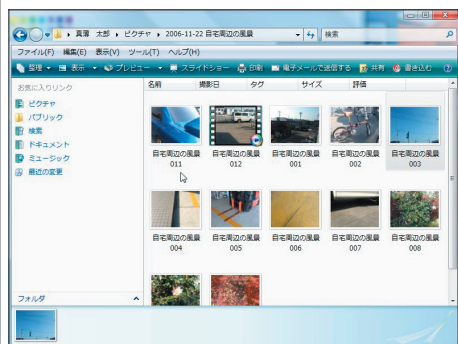 真薄 太郎 ▸ ピクチャ ▸ 2006-11-22 自宅周辺の風景
検索
ファイル(F) 編集(E) 表示(V) ツール(T) ヘルプ(H)
整理 表示 プレビュー スライドショー 印刷 電子メールで送信する 共有 書き込む
お気に入りリンク
ピクチャ
パブリック
検索
ドキュメント
ミュージック
最近の変更
フォルダ
名前 撮影日 タグ サイズ 評価
自宅周辺の風景 011
自宅周辺の風景 012
自宅周辺の風景 001
自宅周辺の風景 002
自宅周辺の風景 003
自宅周辺の風景 004
自宅周辺の風景 005
自宅周辺の風景 006
自宅周辺の風景 007
自宅周辺の風景 008